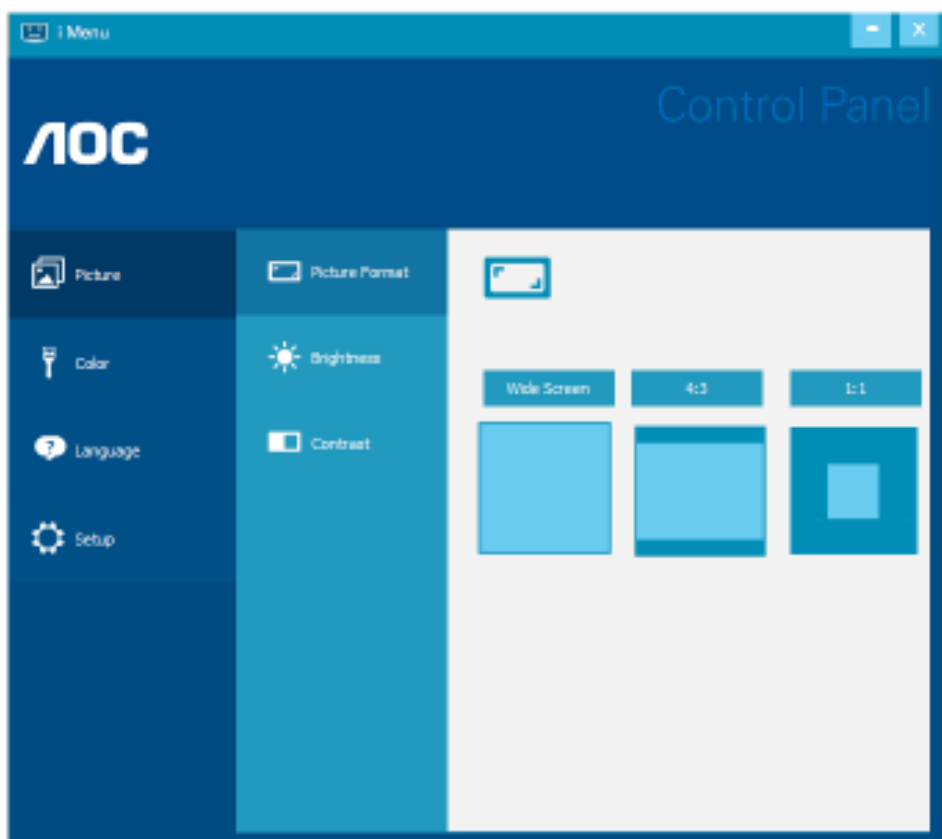 i Menu
Control Panel
AOC
Picture
Color
Language
Setup
Picture Format
Brightness
Contrast
Wide Screen
4:3
1:1